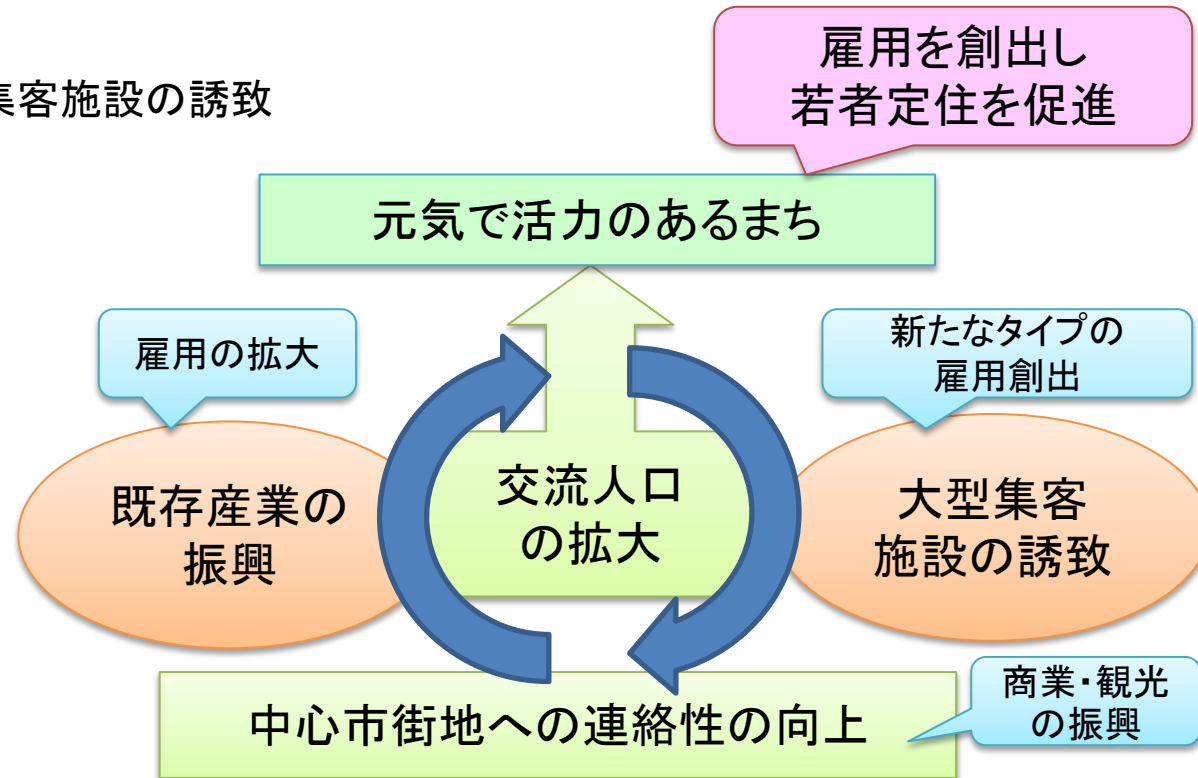 雇用を創出し
若者定住を促進
集客施設の誘致
元気で活力のあるまち
雇用の拡大
新たなタイプの
雇用創出
既存産業の
振興
交流人口
の拡大
大型集客
施設の誘致
中心市街地への連絡性の向上
商業・観光
の振興